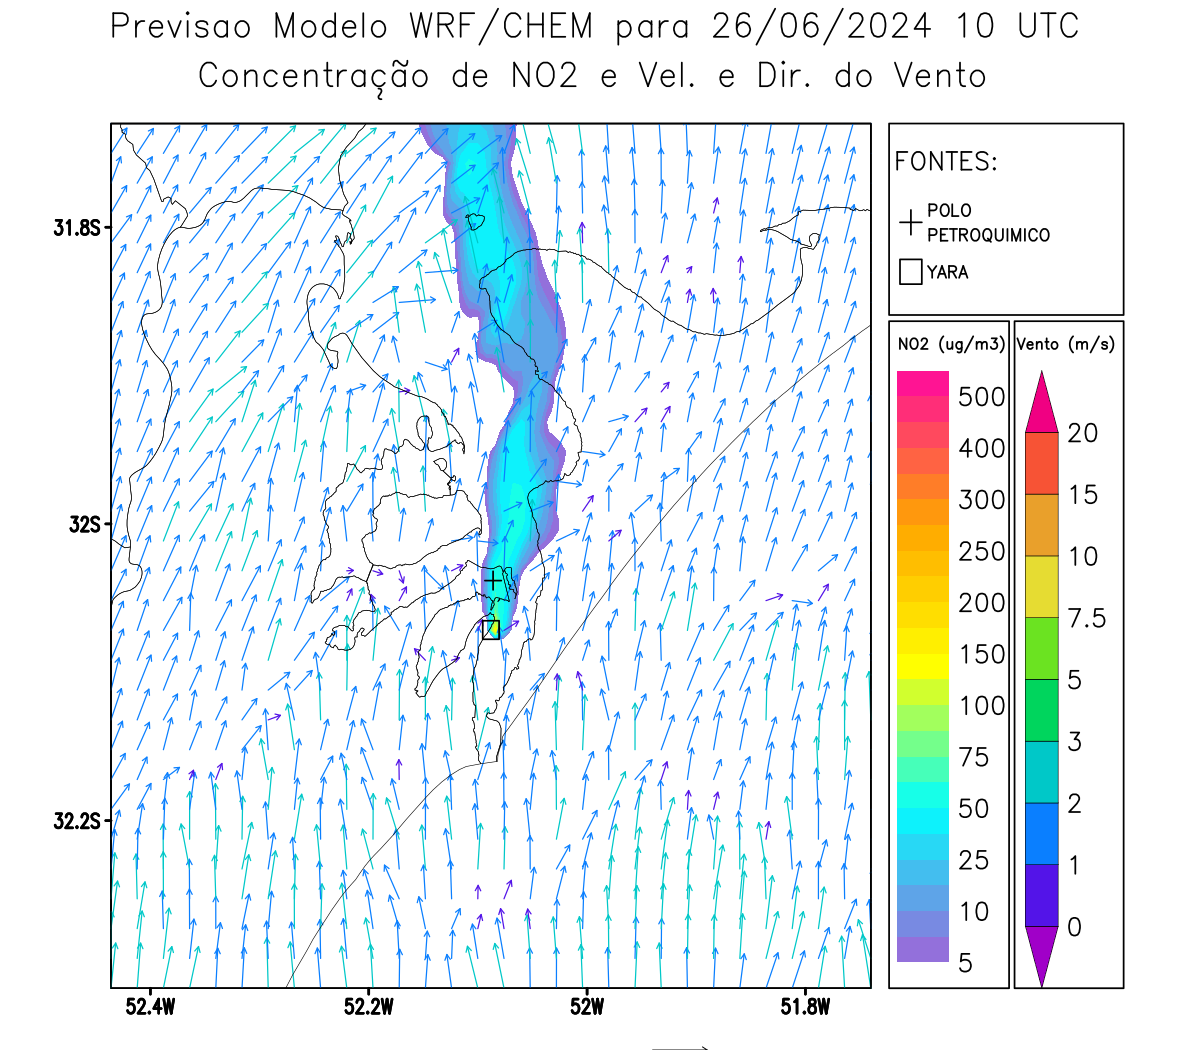 Previsao Modelo WRF/CHEM para 26/06/2024 10 UTC
Concentração de NO2 e Vel. e Dir. do Vento
FONTES:
POLO
PETROQUIMICO
YARA
NO2 (ug/m3)
500
400
300
250
200
150
100
75
50
25
10
5
Vento (m/s)
20
15
10
7.5
5
3
2
1
0
31.8S
32S
32.2S
52.4W
52.2W
52W
51.8W